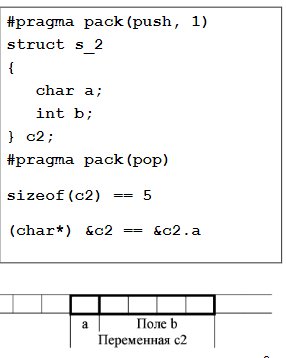 #pragma pack(push, 1)
struct s_2
{
char a;
int b;
} c2;
#pragma pack(pop)
sizeof(c2) == 5
(char*) &c2 == &c2.a
a Поле b
Переменная c2